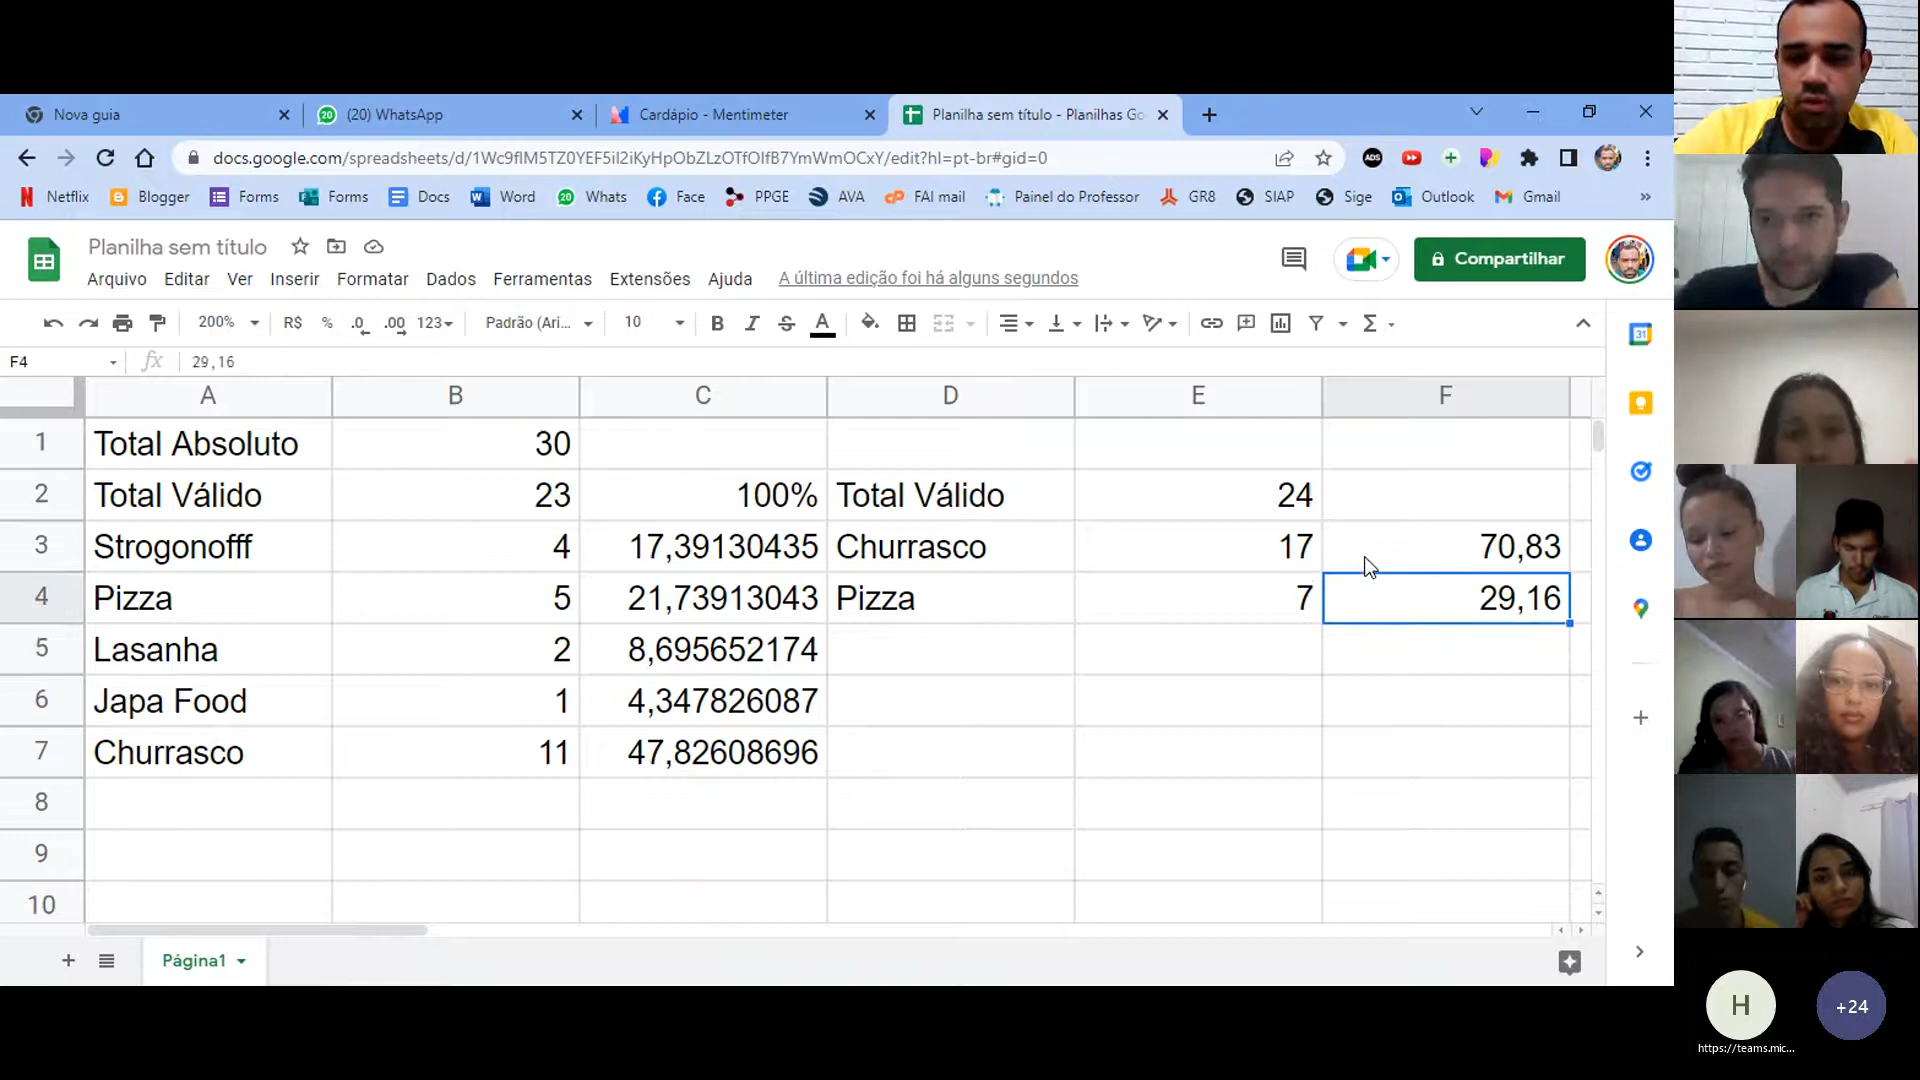 Nova guia
(20) WhatsApp
Cardápio - Mentimeter
Planilha sem título - Planilhas Go
docs.google.com/spreadsheets/d/1Wc9flM5TZ0YEF5iI2iKyHpObZLzOTfOIfB7YmWmOCxY/edit?hl=pt-br#gid=0
Netflix Blogger Forms Forms Docs Word Whats Face PPGE AVA FAI mail Painel do Professor GR8 SIAP Sige Outlook Gmail
Planilha sem título
Arquivo Editar Ver Inserir Formatar Dados Ferramentas Extensões Ajuda A última edição foi há alguns segundos
Compartilhar
200% R$ % .0 .00 123 Padrão (Ari... 10 B I S A
F4 fx 29,16
A B C D E F
1 Total Absoluto 30
2 Total Válido 23 100% Total Válido 24
3 Strogonofff 4 17,39130435 Churrasco 17 70,83
4 Pizza 5 21,73913043 Pizza 7 29,16
5 Lasanha 2 8,695652174
6 Japa Food 1 4,347826087
7 Churrasco 11 47,82608696
8
9
10
Página1
H
+24
https://teams.mic...